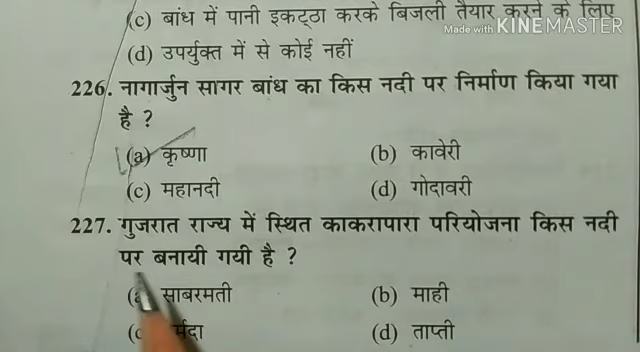 (c) बांध में पानी इकट्ठा करके बिजली तैयार करने के लिए
Made with KINEMASTER
(d) उपर्युक्त में से कोई नहीं
226. नागार्जुन सागर बांध का किस नदी पर निर्माण किया गया
है ?
(a) कृष्णा (b) कावेरी
(c) महानदी (d) गोदावरी
227. गुजरात राज्य में स्थित काकरापारा परियोजना किस नदी
पर बनायी गयी है ?
(a साबरमती (b) माही
(c र्मदा (d) ताप्ती